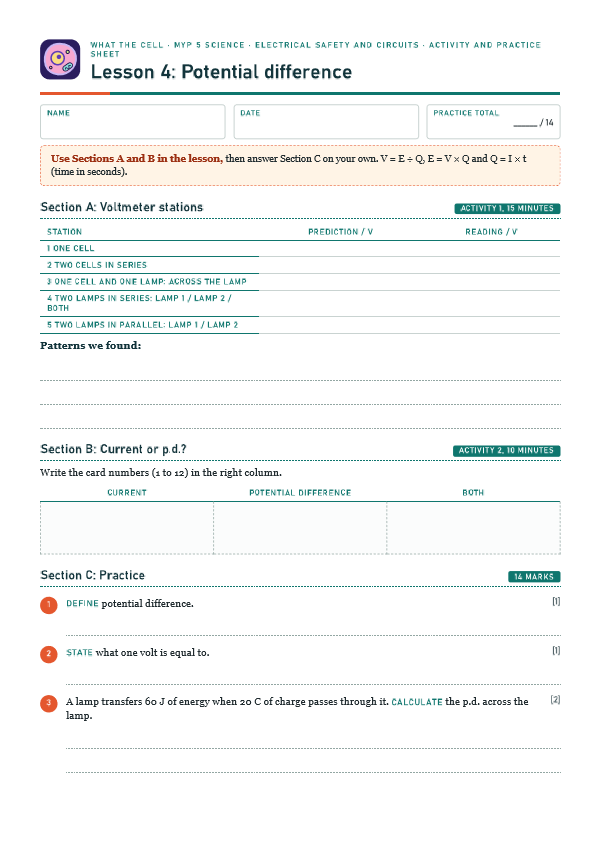 WHAT THE CELL · MYP 5 SCIENCE · ELECTRICAL SAFETY AND CIRCUITS · ACTIVITY AND PRACTICE
SHEET
Lesson 4: Potential difference
NAME
DATE
PRACTICE TOTAL
_____ / 14
Use Sections A and B in the lesson, then answer Section C on your own. V = E ÷ Q, E = V × Q and Q = I × t
(time in seconds).
Section A: Voltmeter stations
ACTIVITY 1, 15 MINUTES
STATION PREDICTION / V READING / V
1 ONE CELL
2 TWO CELLS IN SERIES
3 ONE CELL AND ONE LAMP: ACROSS THE LAMP
4 TWO LAMPS IN SERIES: LAMP 1 / LAMP 2 /
BOTH
5 TWO LAMPS IN PARALLEL: LAMP 1 / LAMP 2
Patterns we found:
Section B: Current or p.d.?
ACTIVITY 2, 10 MINUTES
Write the card numbers (1 to 12) in the right column.
CURRENT POTENTIAL DIFFERENCE BOTH
Section C: Practice
14 MARKS
1 DEFINE potential difference. [1]
2 STATE what one volt is equal to. [1]
3 A lamp transfers 60 J of energy when 20 C of charge passes through it. CALCULATE the p.d. across the [2]
lamp.